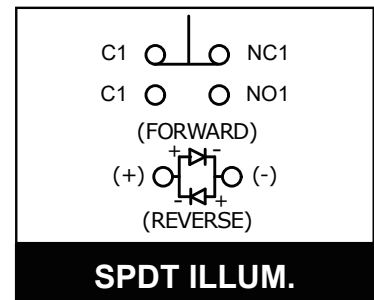 C1 NC1
C1 NO1
(FORWARD)
+ -
(+) (-)
- +
(REVERSE)
SPDT ILLUM.